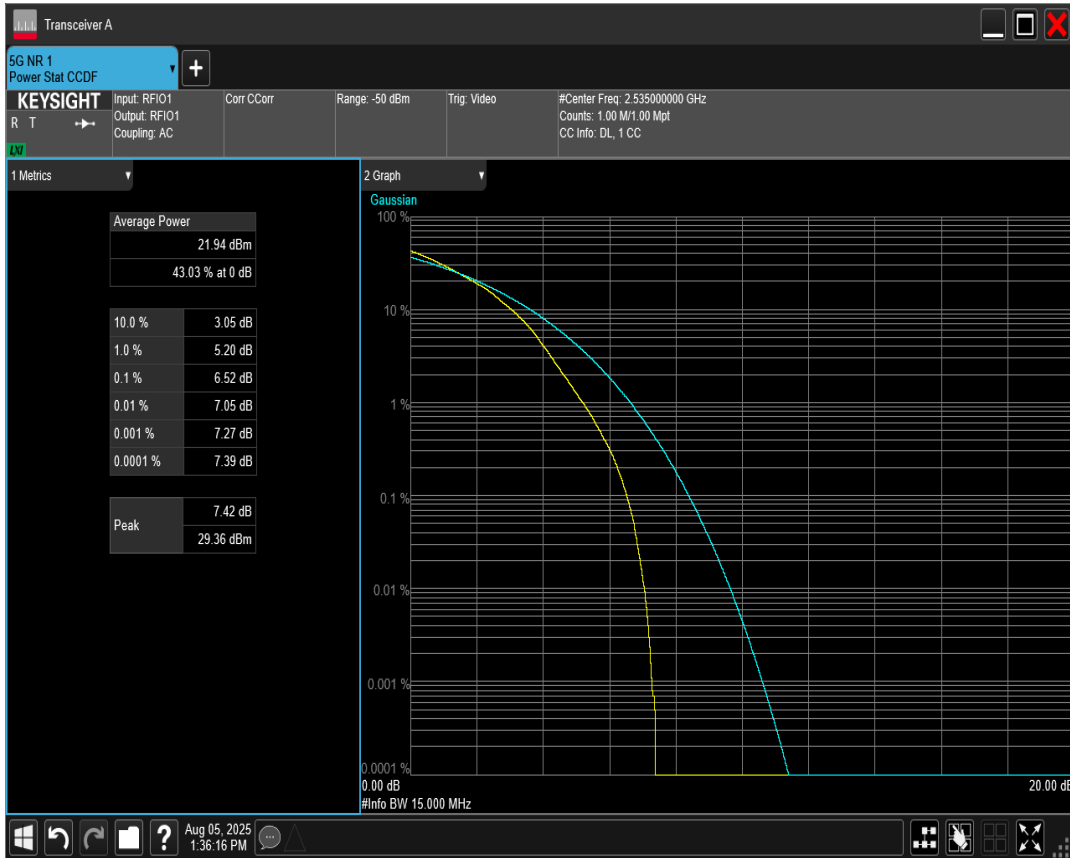 Transceiver A
5G NR 1
Power Stat CCDF
KEYSIGHT
R T
LXI
Input: RFIO1
Output: RFIO1
Coupling: AC
Corr CCorr
Range: -50 dBm
Trig: Video
#Center Freq: 2.535000000 GHz
Counts: 1.00 M/1.00 Mpt
CC Info: DL, 1 CC
1 Metrics
Average Power
21.94 dBm
43.03 % at 0 dB
10.0 % 3.05 dB
1.0 % 5.20 dB
0.1 % 6.52 dB
0.01 % 7.05 dB
0.001 % 7.27 dB
0.0001 % 7.39 dB
Peak
7.42 dB
29.36 dBm
2 Graph
Gaussian
100 %
10 %
1 %
0.1 %
0.01 %
0.001 %
0.0001 %
0.00 dB 20.00 dB
#Info BW 15.000 MHz
Aug 05, 2025
1:36:16 PM